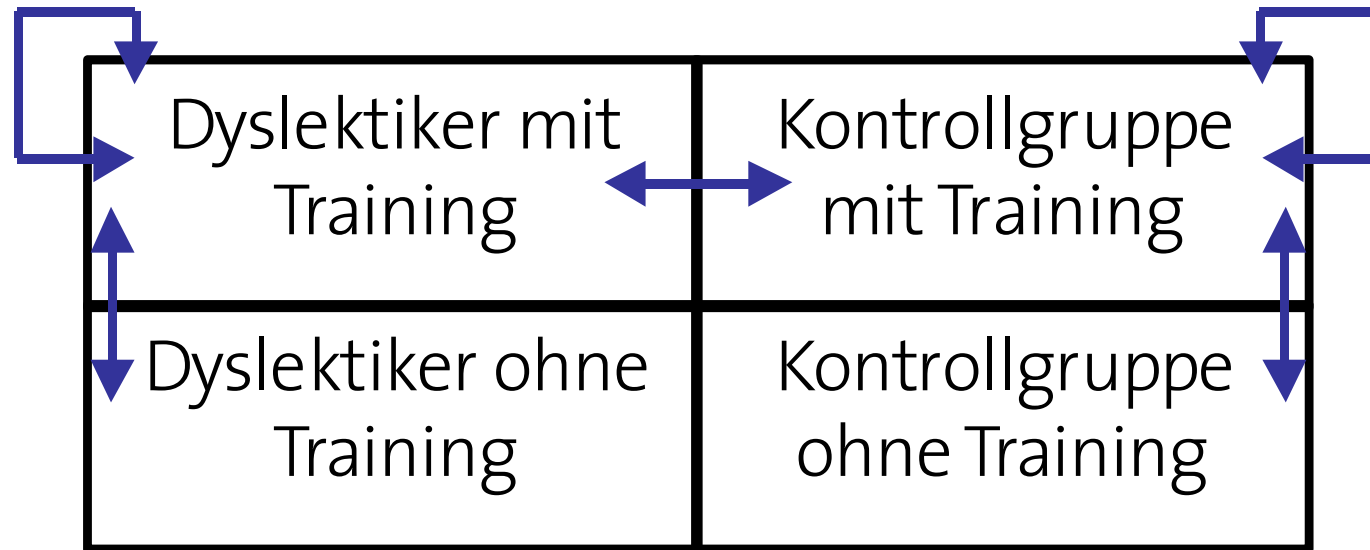 Dyslektiker mit
Training
Kontrollgruppe
mit Training
Dyslektiker ohne
Training
Kontrollgruppe
ohne Training